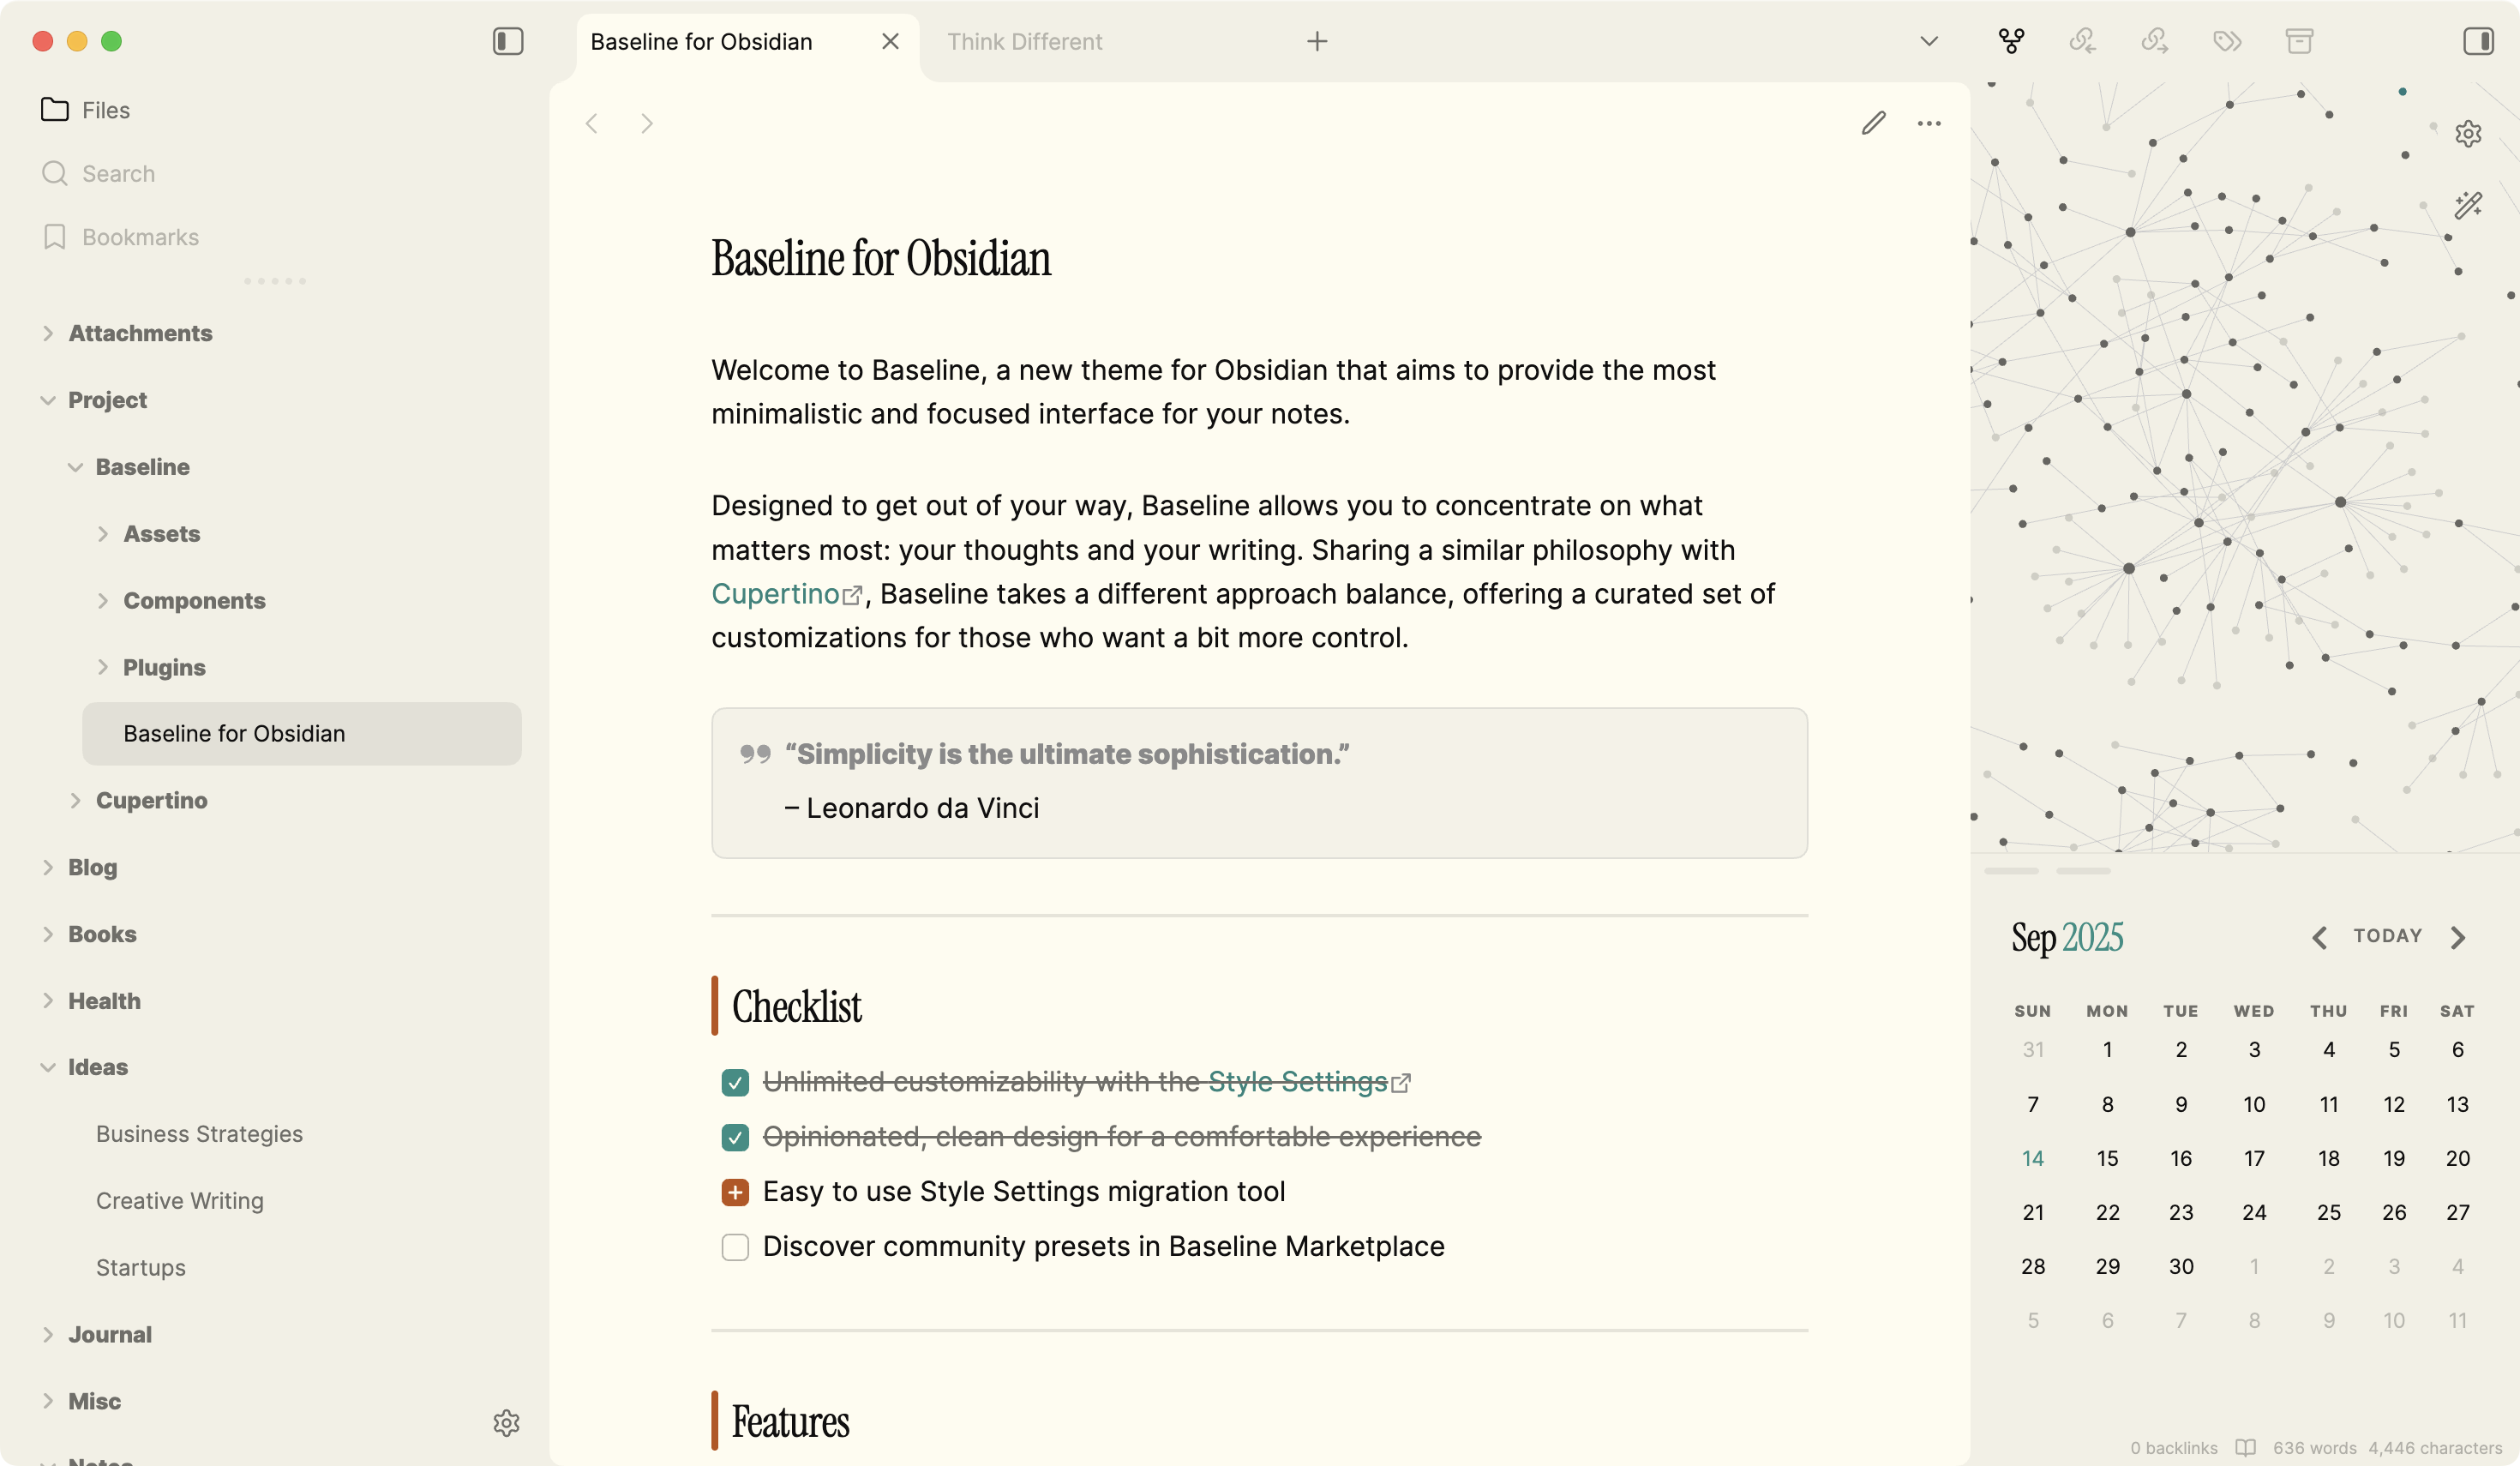 Baseline for Obsidian
Think Different
Files
Search
Bookmarks
Attachments
Project
Baseline
Assets
Components
Plugins
Baseline for Obsidian
Cupertino
Blog
Books
Health
Ideas
Business Strategies
Creative Writing
Startups
Journal
Misc
Notes
Baseline for Obsidian
Welcome to Baseline, a new theme for Obsidian that aims to provide the most
minimalistic and focused interface for your notes.
Designed to get out of your way, Baseline allows you to concentrate on what
matters most: your thoughts and your writing. Sharing a similar philosophy with
Cupertino, Baseline takes a different approach balance, offering a curated set of
customizations for those who want a bit more control.
“Simplicity is the ultimate sophistication.”
– Leonardo da Vinci
Checklist
Unlimited customizability with the Style Settings
Opinionated, clean design for a comfortable experience
Easy to use Style Settings migration tool
Discover community presets in Baseline Marketplace
Features
Sep 2025
TODAY
SUN MON TUE WED THU FRI SAT
31 1 2 3 4 5 6
7 8 9 10 11 12 13
14 15 16 17 18 19 20
21 22 23 24 25 26 27
28 29 30 1 2 3 4
5 6 7 8 9 10 11
0 backlinks 636 words 4,446 characters